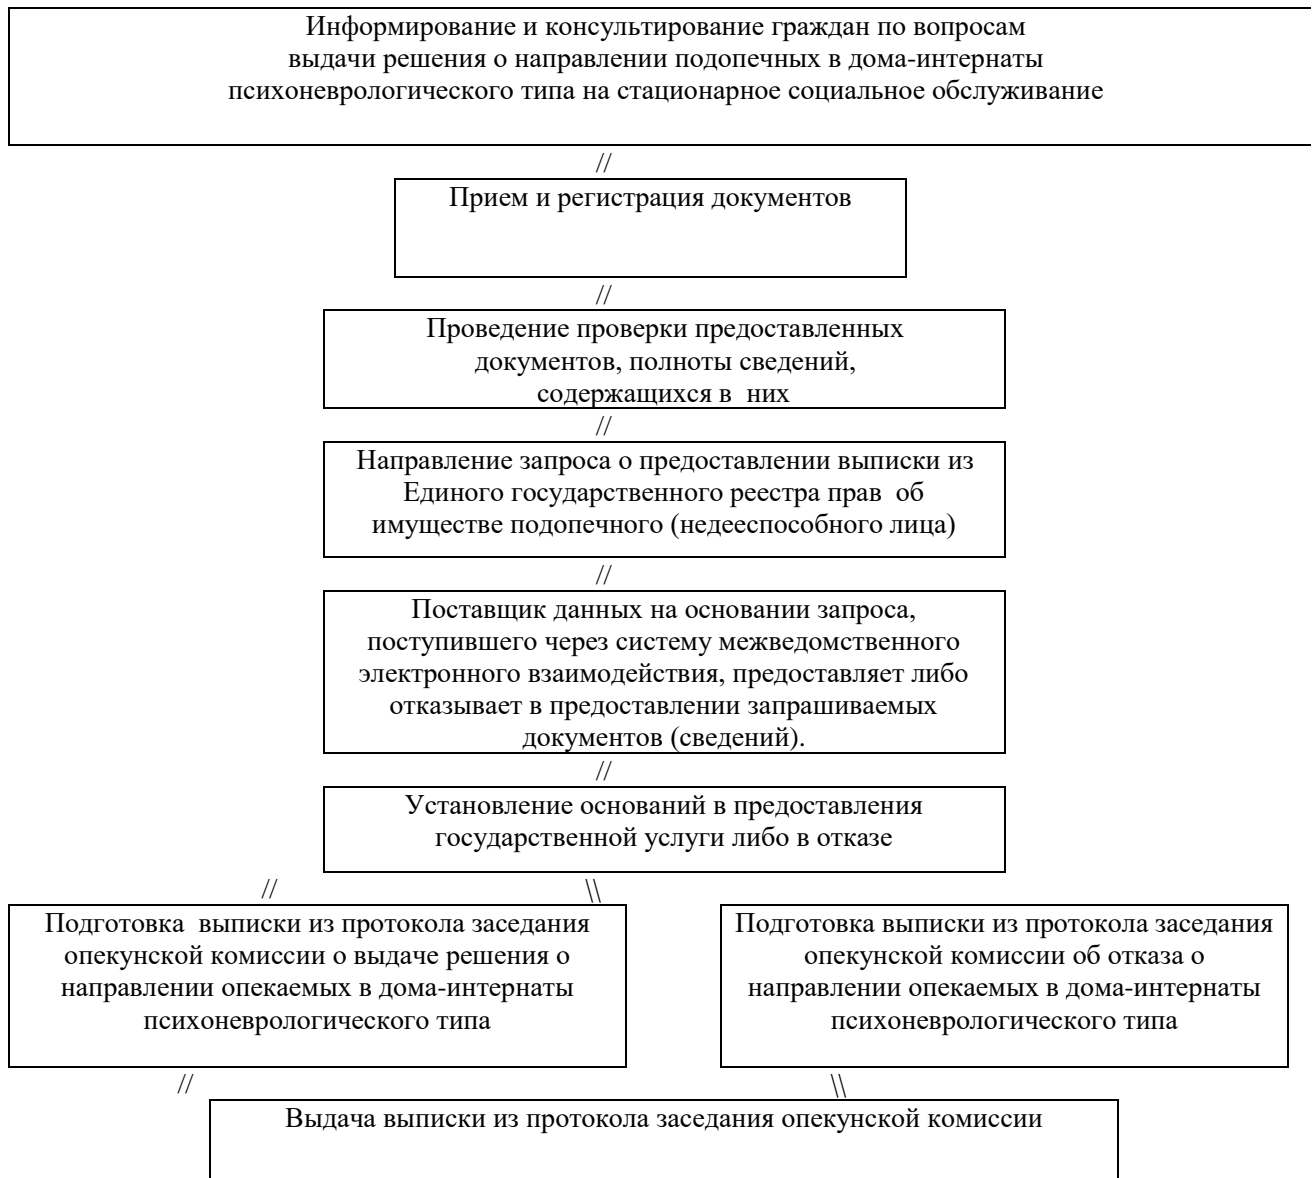 Информирование и консультирование граждан по вопросам
выдачи решения о направлении подопечных в дома-интернаты
психоневрологического типа на стационарное социальное обслуживание
//
Прием и регистрация документов
//
Проведение проверки предоставленных
документов, полноты сведений,
содержащихся в  них
//
Направление запроса о предоставлении выписки из
Единого государственного реестра прав  об
имуществе подопечного (недееспособного лица)
//
Поставщик данных на основании запроса,
поступившего через систему межведомственного
электронного взаимодействия, предоставляет либо
отказывает в предоставлении запрашиваемых
документов (сведений).
//
Установление оснований в предоставления
государственной услуги либо в отказе
// \\
Подготовка  выписки из протокола заседания
опекунской комиссии о выдаче решения о
направлении опекаемых в дома-интернаты
психоневрологического типа
Подготовка выписки из протокола заседания
опекунской комиссии об отказа о
направлении опекаемых в дома-интернаты
психоневрологического типа
// \\
Выдача выписки из протокола заседания опекунской комиссии